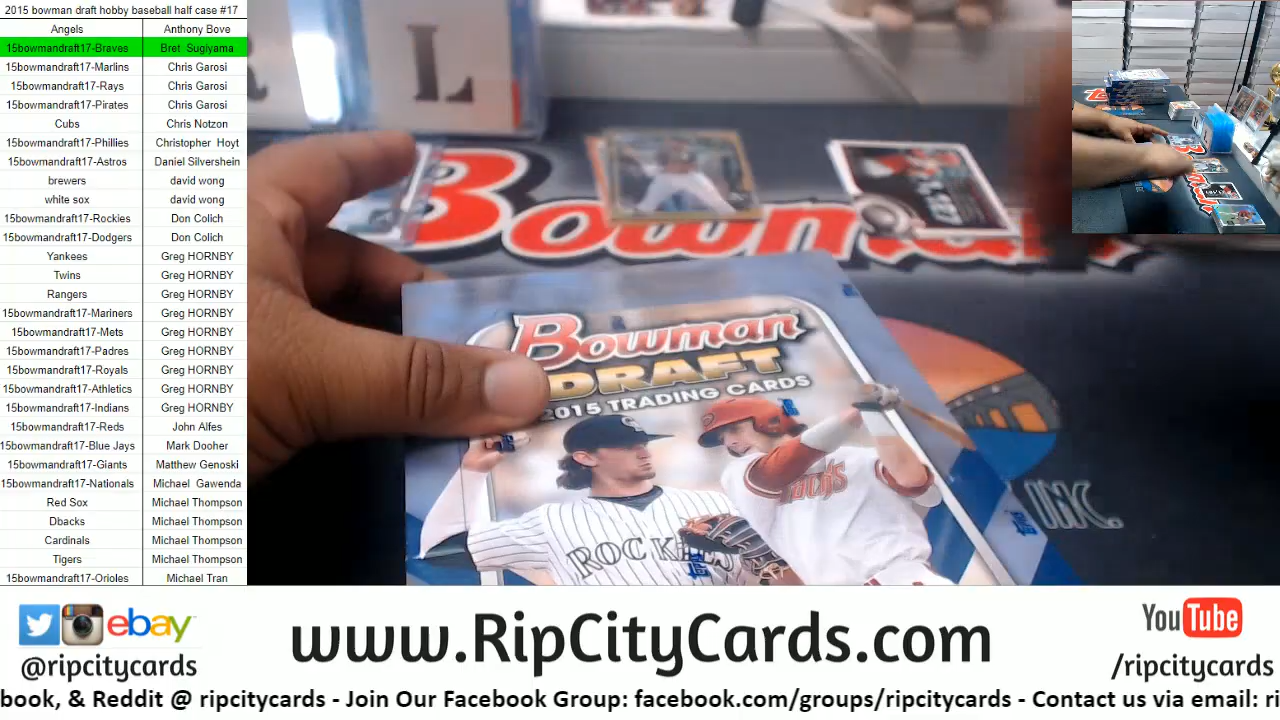 2015 bowman draft hobby baseball half case #17
Angels Anthony Bove
15bowmandraft17-Braves Bret Sugiyama
15bowmandraft17-Marlins Chris Garosi
15bowmandraft17-Rays Chris Garosi
15bowmandraft17-Pirates Chris Garosi
Cubs Chris Notzon
15bowmandraft17-Phillies Christopher Hoyt
15bowmandraft17-Astros Daniel Silvershein
brewers david wong
white sox david wong
15bowmandraft17-Rockies Don Colich
15bowmandraft17-Dodgers Don Colich
Yankees Greg HORNBY
Twins Greg HORNBY
Rangers Greg HORNBY
15bowmandraft17-Mariners Greg HORNBY
15bowmandraft17-Mets Greg HORNBY
15bowmandraft17-Padres Greg HORNBY
15bowmandraft17-Royals Greg HORNBY
15bowmandraft17-Athletics Greg HORNBY
15bowmandraft17-Indians Greg HORNBY
15bowmandraft17-Reds John Alfes
15bowmandraft17-Blue Jays Mark Dooher
15bowmandraft17-Giants Matthew Genoski
15bowmandraft17-Nationals Michael Gawenda
Red Sox Michael Thompson
Dbacks Michael Thompson
Cardinals Michael Thompson
Tigers Michael Thompson
15bowmandraft17-Orioles Michael Tran
L
Bowman
INC.
Bowman
DRAFT
2015 TRADING CARDS
ROCKIES
ebay
@ripcitycards
www.RipCityCards.com
YouTube
/ripcitycards
book, & Reddit @ ripcitycards - Join Our Facebook Group: facebook.com/groups/ripcitycards - Contact us via email: ri